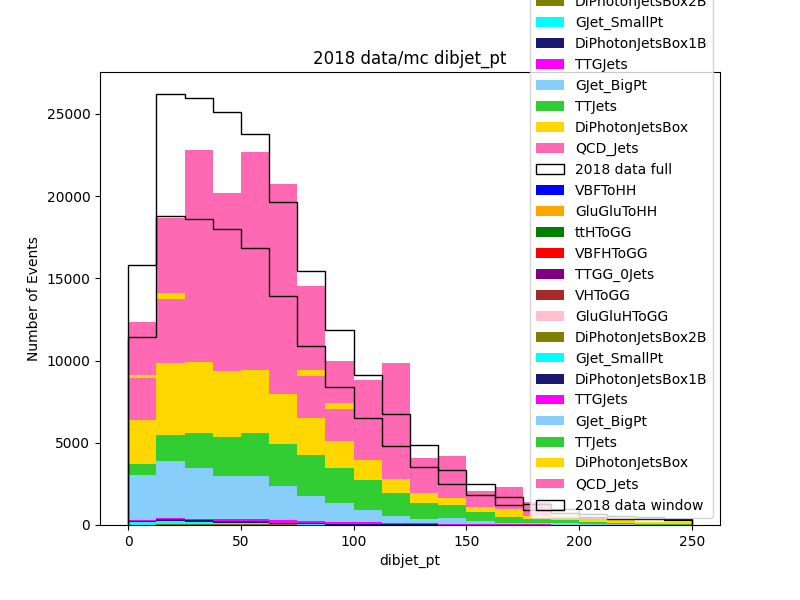 DiPhotonJetsBox2B
GJet_SmallPt
DiPhotonJetsBox1B
TTGJets
GJet_BigPt
TTJets
DiPhotonJetsBox
QCD_Jets
2018 data full
VBFToHH
GluGluToHH
ttHToGG
VBFHToGG
TTGG_0Jets
VHToGG
GluGluHToGG
DiPhotonJetsBox2B
GJet_SmallPt
DiPhotonJetsBox1B
TTGJets
GJet_BigPt
TTJets
DiPhotonJetsBox
QCD_Jets
2018 data window
2018 data/mc dibjet_pt
25000
20000
15000
10000
5000
0
Number of Events
0
50
100
150
200
250
dibjet_pt